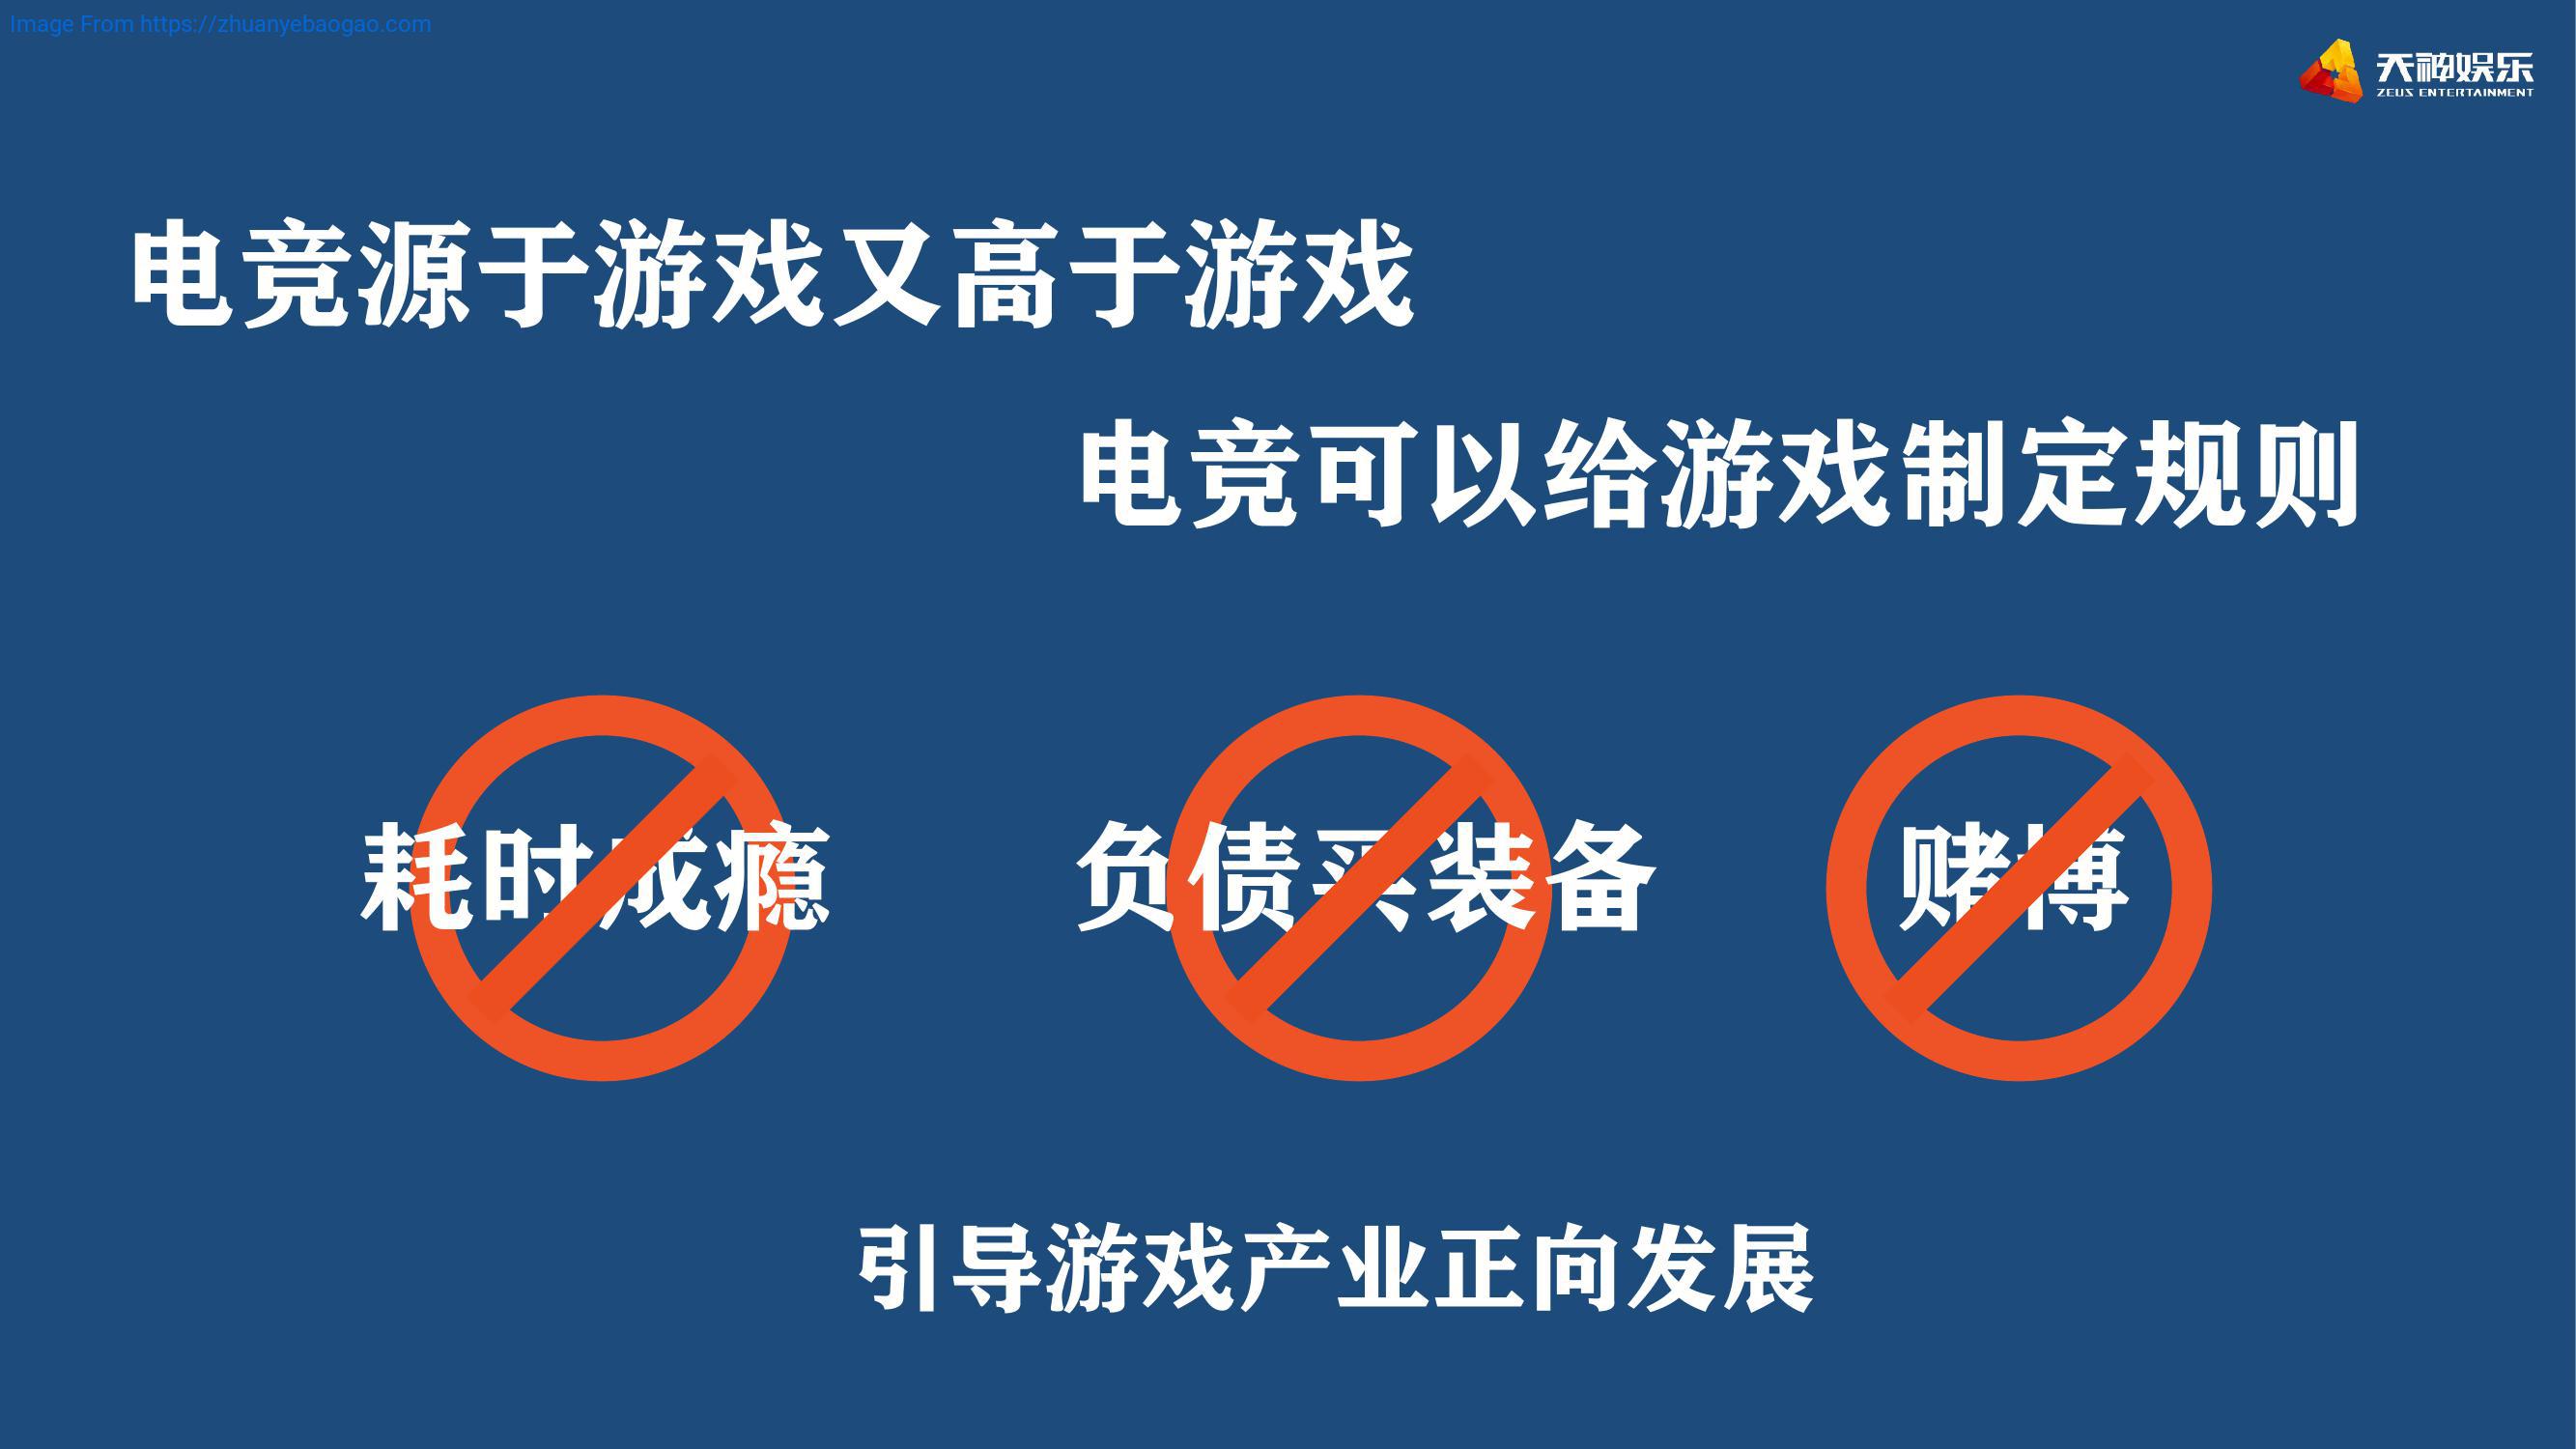 Image From https://zhuanyebaogao.com
天神娱乐
ZEUS ENTERTAINMENT
电竞源于游戏又高于游戏
电竞可以给游戏制定规则
耗时成瘾
负债买装备
赌博
引导游戏产业正向发展